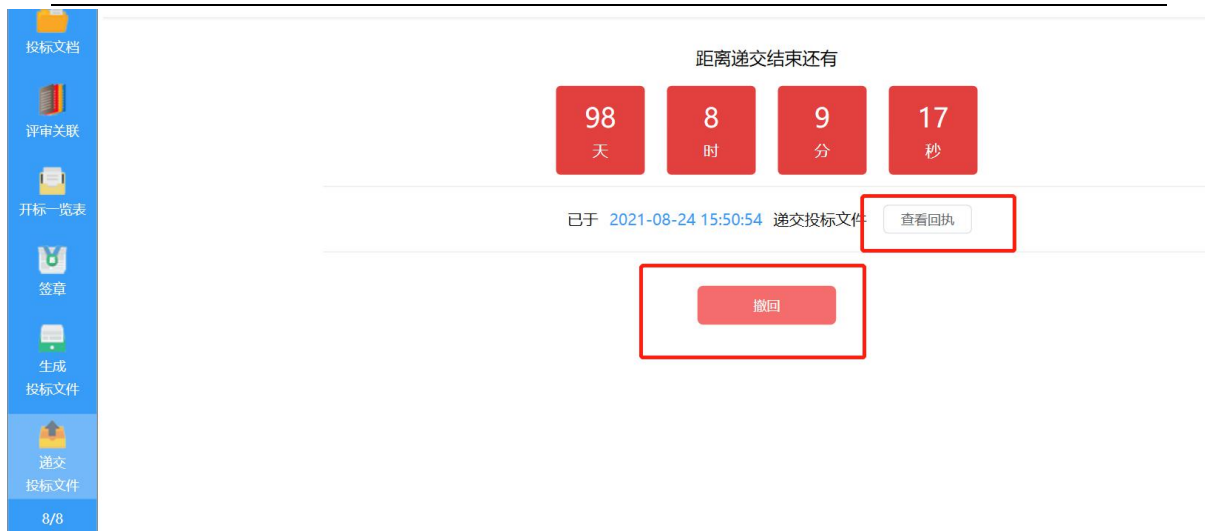 投标文档
评审关联
开标一览表
签章
生成
投标文件
递交
投标文件
8/8
距离递交结束还有
98 8 9 17
天 时 分 秒
已于 2021-08-24 15:50:54 递交投标文件 查看回执
撤回